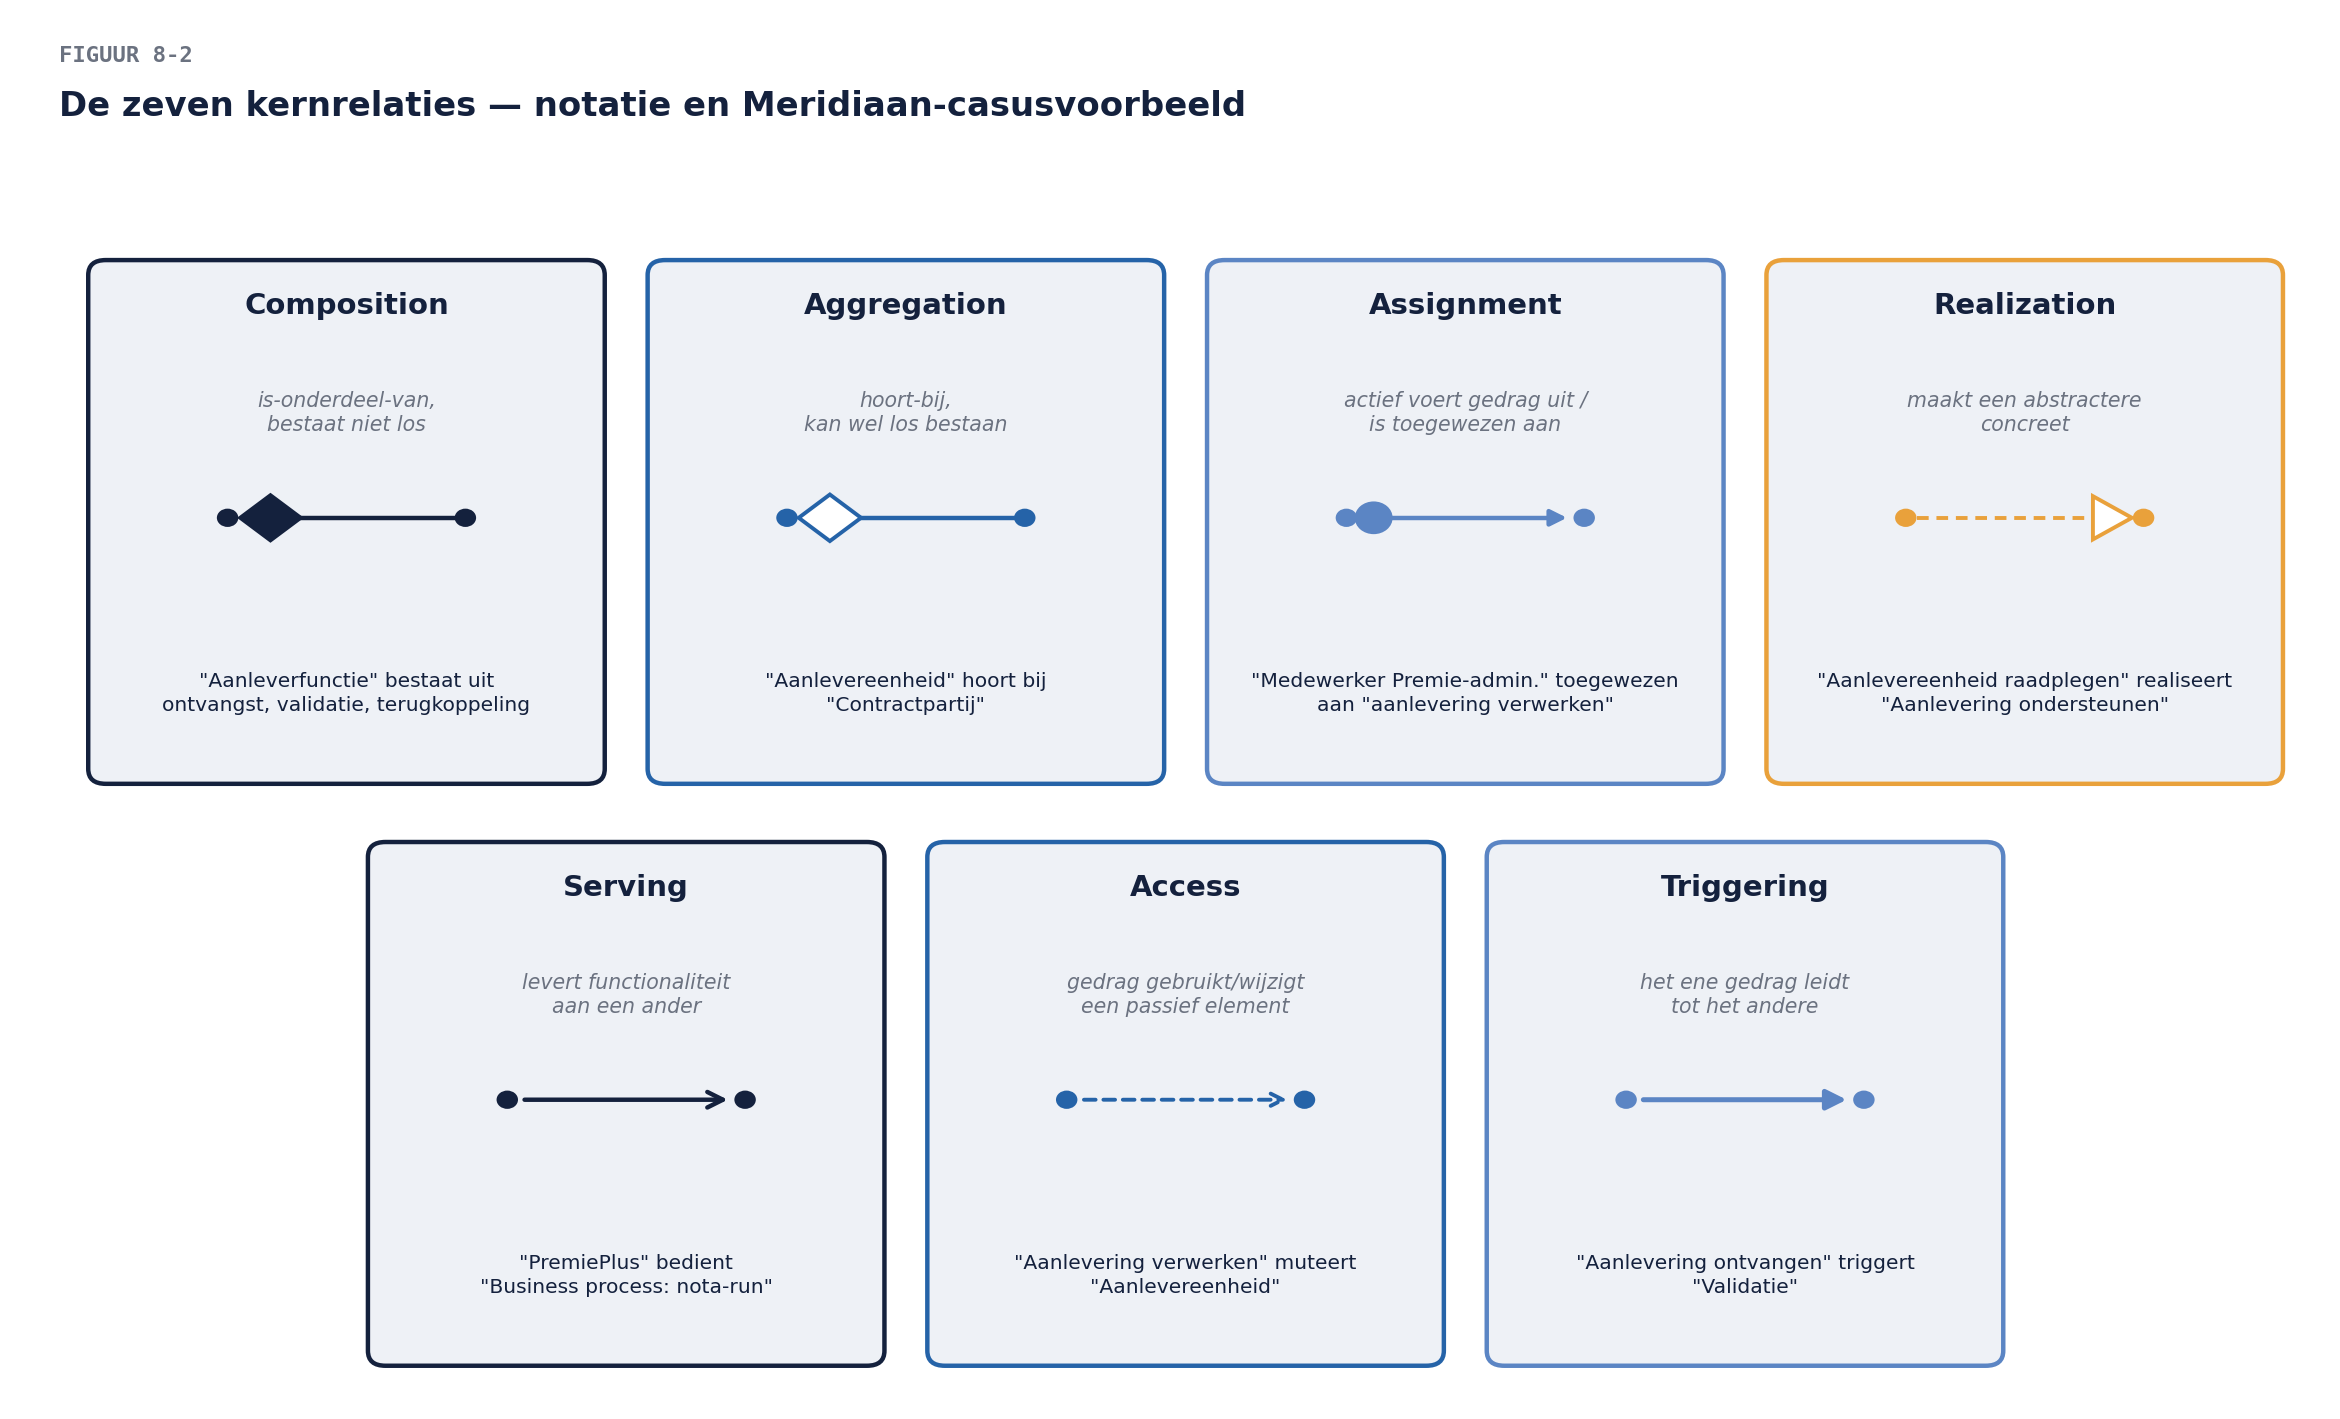 FIGUUR 8-2
De zeven kernrelaties — notatie en Meridiaan-casusvoorbeeld
Composition
is-onderdeel-van,
bestaat niet los
"Aanleverfunctie" bestaat uit
ontvangst, validatie, terugkoppeling
Aggregation
hoort-bij,
kan wel los bestaan
"Aanlevereenheid" hoort bij
"Contractpartij"
Assignment
actief voert gedrag uit /
is toegewezen aan
"Medewerker Premie-admin." toegewezen
aan "aanlevering verwerken"
Realization
maakt een abstractere
concreet
"Aanlevereenheid raadplegen" realiseert
"Aanlevering ondersteunen"
Serving
levert functionaliteit
aan een ander
"PremiePlus" bedient
"Business process: nota-run"
Access
gedrag gebruikt/wijzigt
een passief element
"Aanlevering verwerken" muteert
"Aanlevereenheid"
Triggering
het ene gedrag leidt
tot het andere
"Aanlevering ontvangen" triggert
"Validatie"